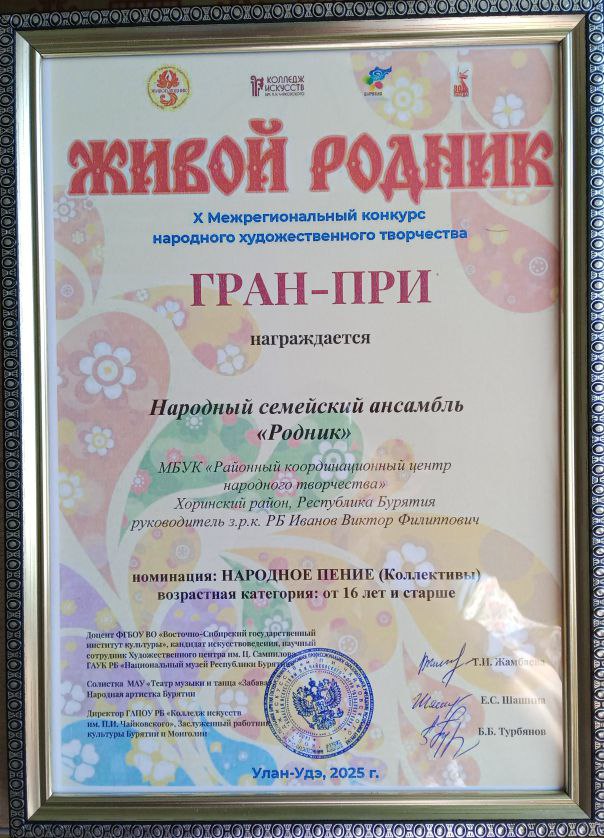 ЖИВОЙ РОДНИК
КОЛЛЕДЖ
ИСКУССТВ
ИМ. П.И. ЧАЙКОВСКОГО
БУРЯТИЯ
ЖИВОЙ РОДНИК
X Межрегиональный конкурс
народного художественного творчества
ГРАН-ПРИ
награждается
Народный семейский ансамбль
«Родник»
МБУК «Районный координационный центр
народного творчества»
Хоринский район, Республика Бурятия
руководитель з.р.к. РБ Иванов Виктор Филиппович
номинация: НАРОДНОЕ ПЕНИЕ (Коллективы)
возрастная категория: от 16 лет и старше
Доцент ФГБОУ ВО «Восточно-Сибирский государственный
институт культуры», кандидат искусствоведения, научный
сотрудник Художественного центра им. Ц. Сампилова
ГАУК РБ «Национальный музей Республики Бурятия»
Т.И. Жамбаева
Солистка МАУ «Театр музыки и танца «Забава»
Народная артистка Бурятии
Е.С. Шашина
Директор ГАПОУ РБ «Колледж искусств
им. П.И. Чайковского», Заслуженный работник
культуры Бурятии и Монголии
Б.Б. Турбянов
Улан-Удэ, 2025 г.